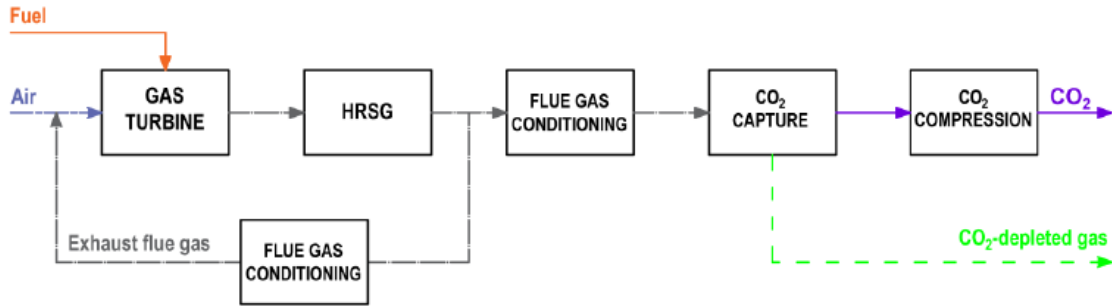 Fuel
Air
GAS
TURBINE
HRSG
FLUE GAS
CONDITIONING
CO₂
CAPTURE
CO₂
COMPRESSION
CO₂
Exhaust flue gas
FLUE GAS
CONDITIONING
CO₂-depleted gas